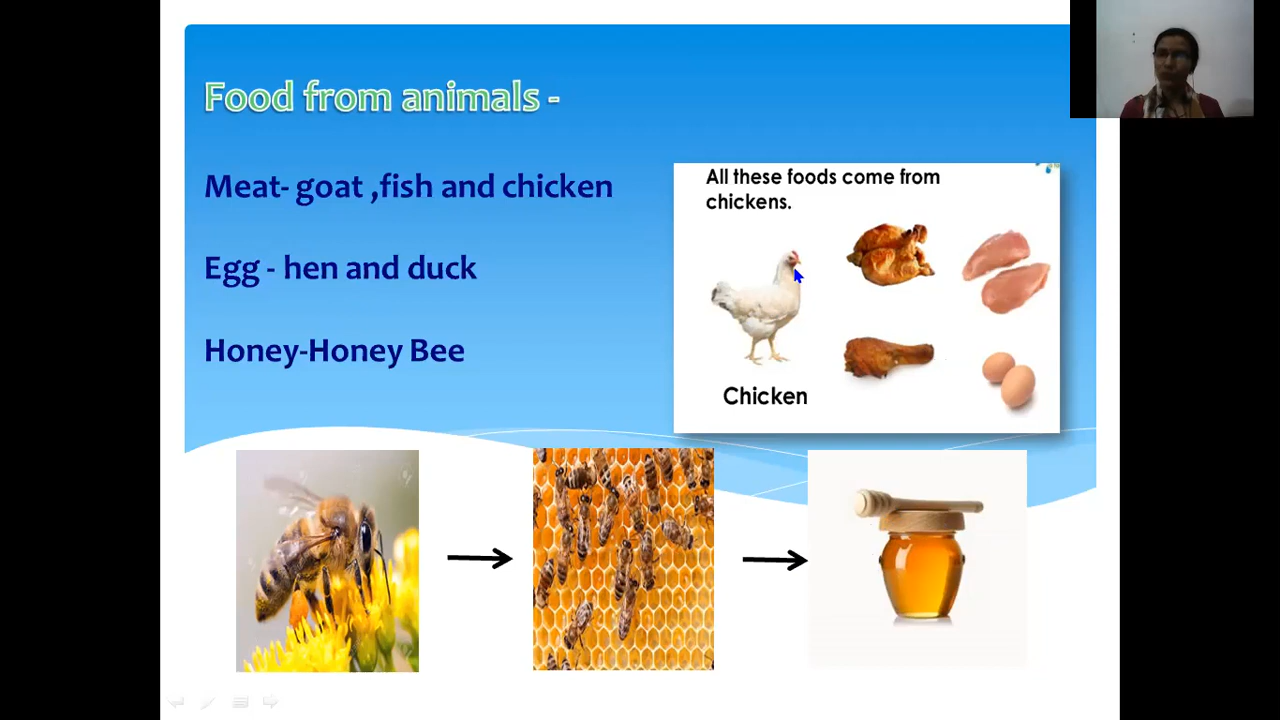 Food from animals -
Meat- goat ,fish and chicken
Egg - hen and duck
Honey-Honey Bee
All these foods come from
chickens.
Chicken